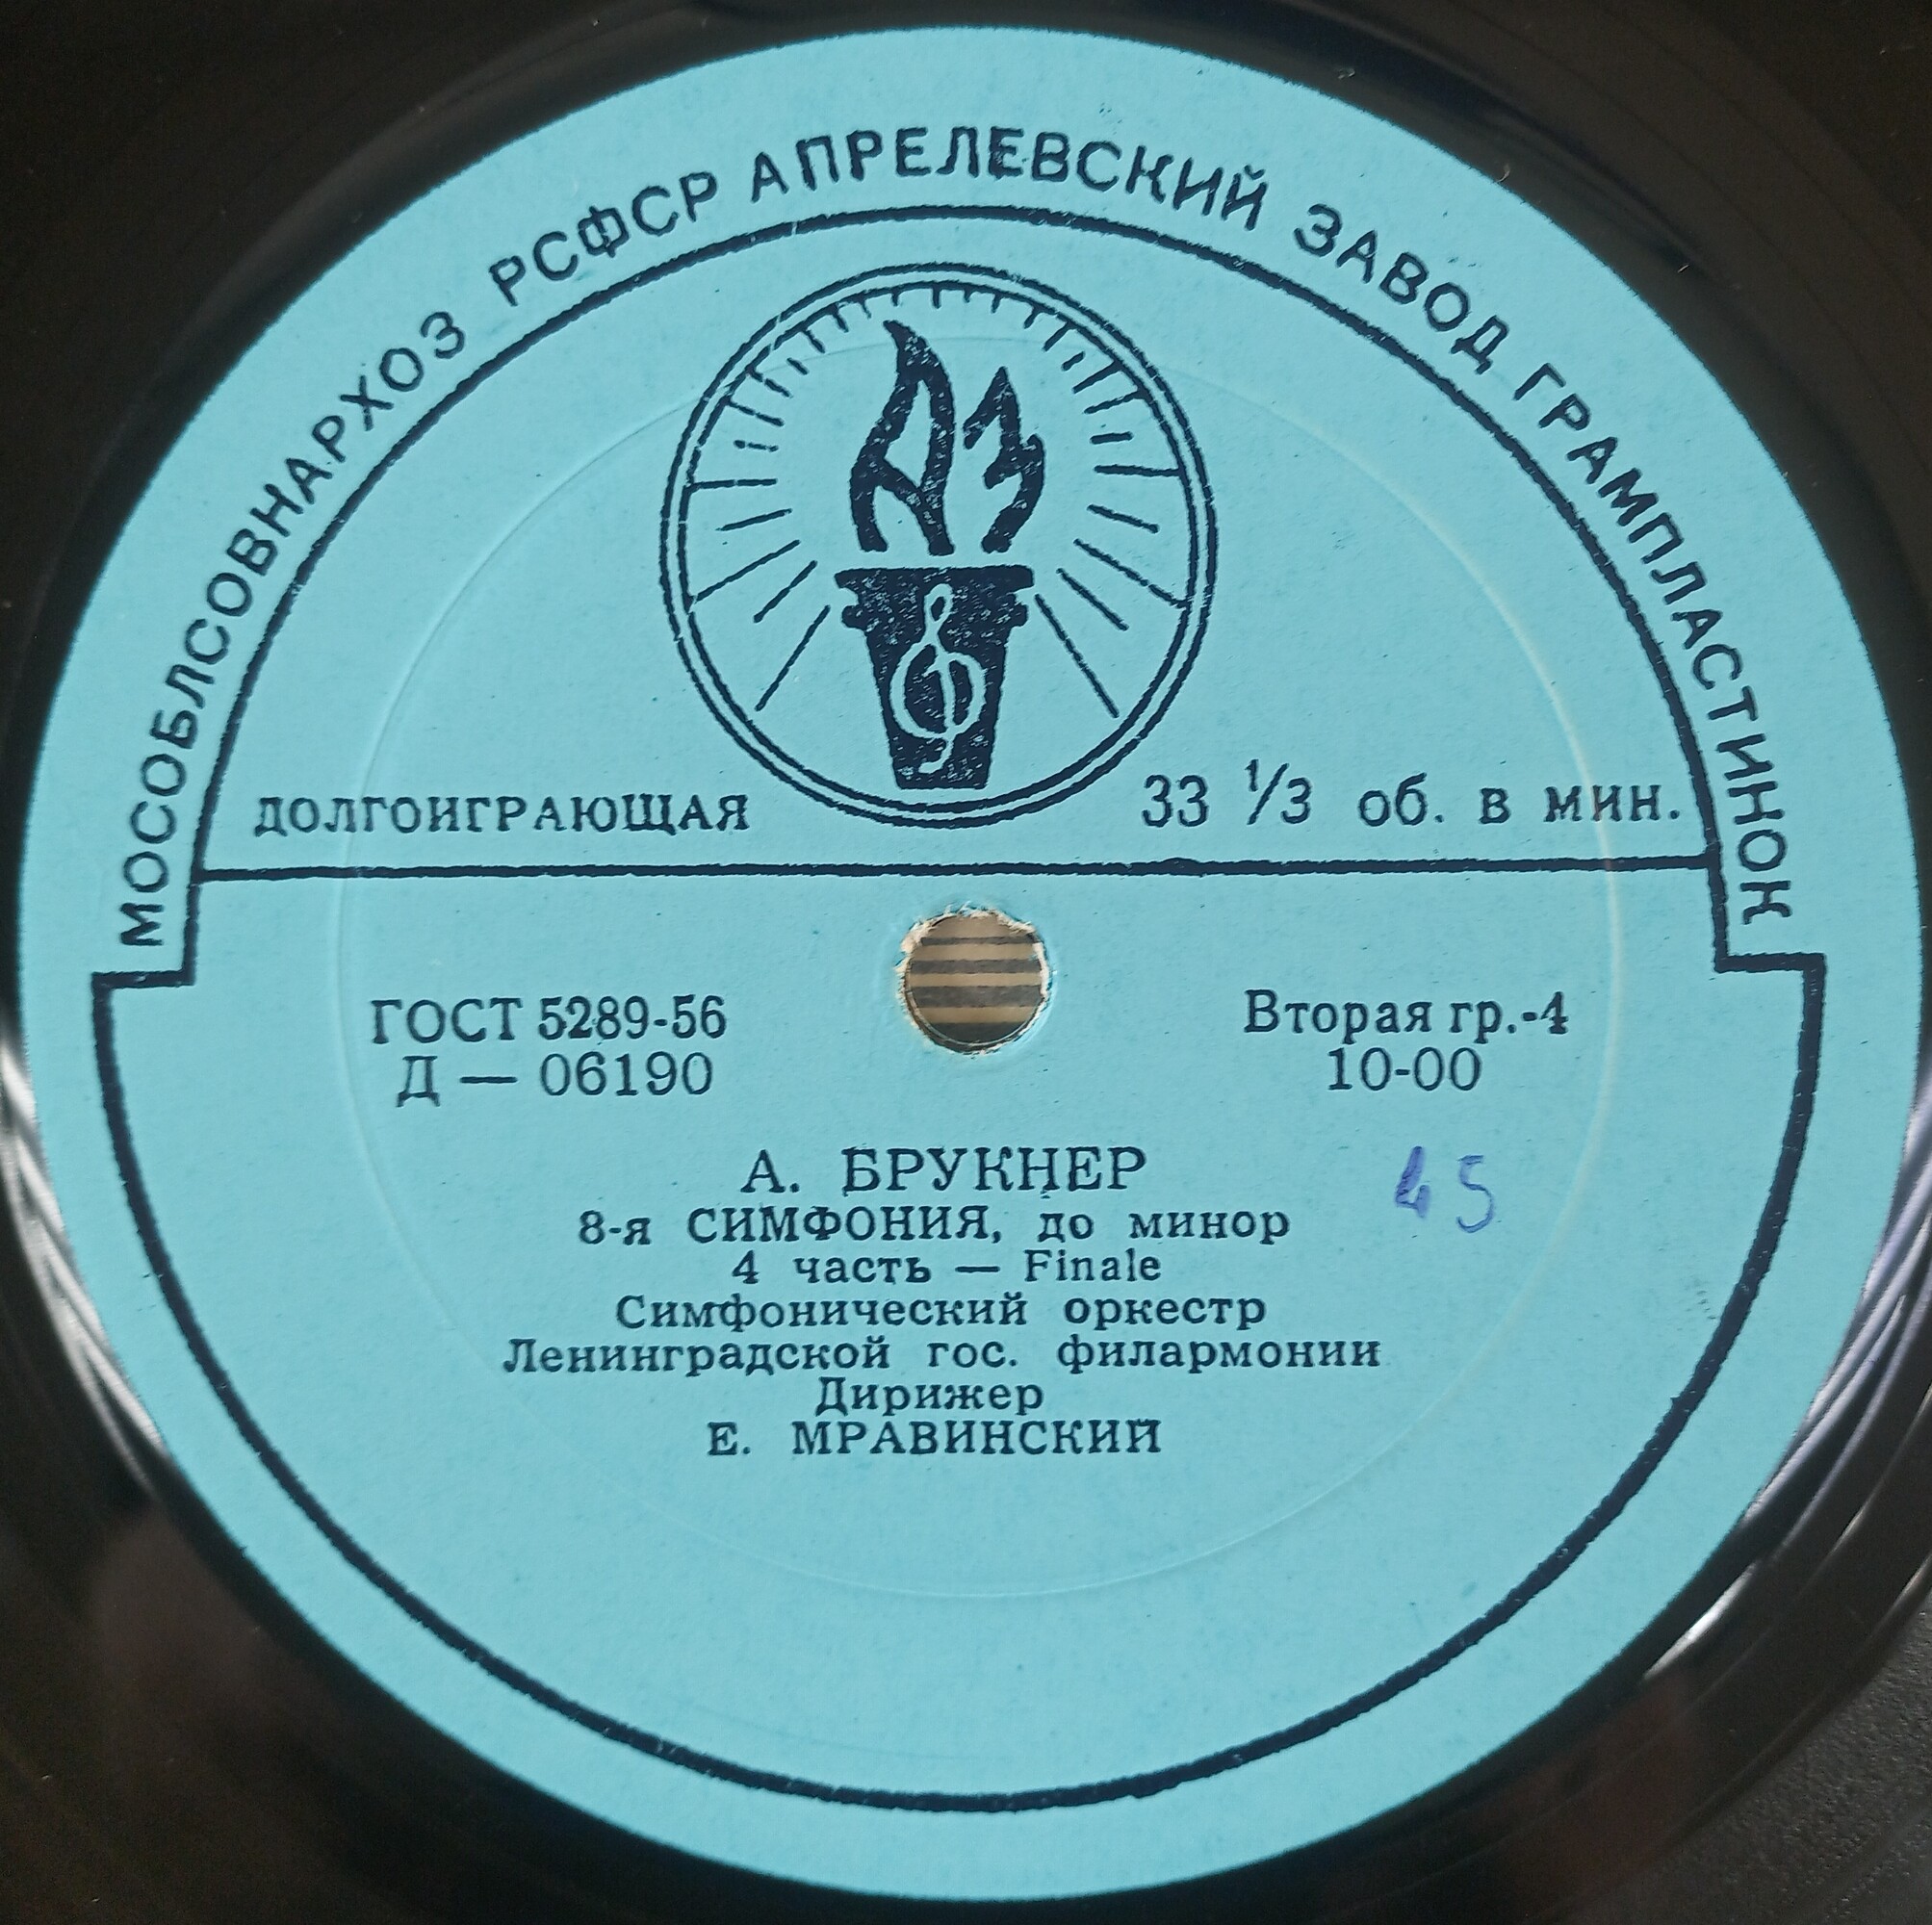 МОСОБЛСОВНАРХОЗ РСФСР АПРЕЛЕВСКИЙ ЗАВОД ГРАМПЛАСТИНОК
ДОЛГОИГРАЮЩАЯ 33 1/3 об. в мин.
ГОСТ 5289-56 Вторая гр.-4
Д — 06190 10-00
А. БРУКНЕР
45
8-я СИМФОНИЯ, до минор
4 часть — Finale
Симфонический оркестр
Ленинградской гос. филармонии
Дирижер
Е. МРАВИНСКИЙ